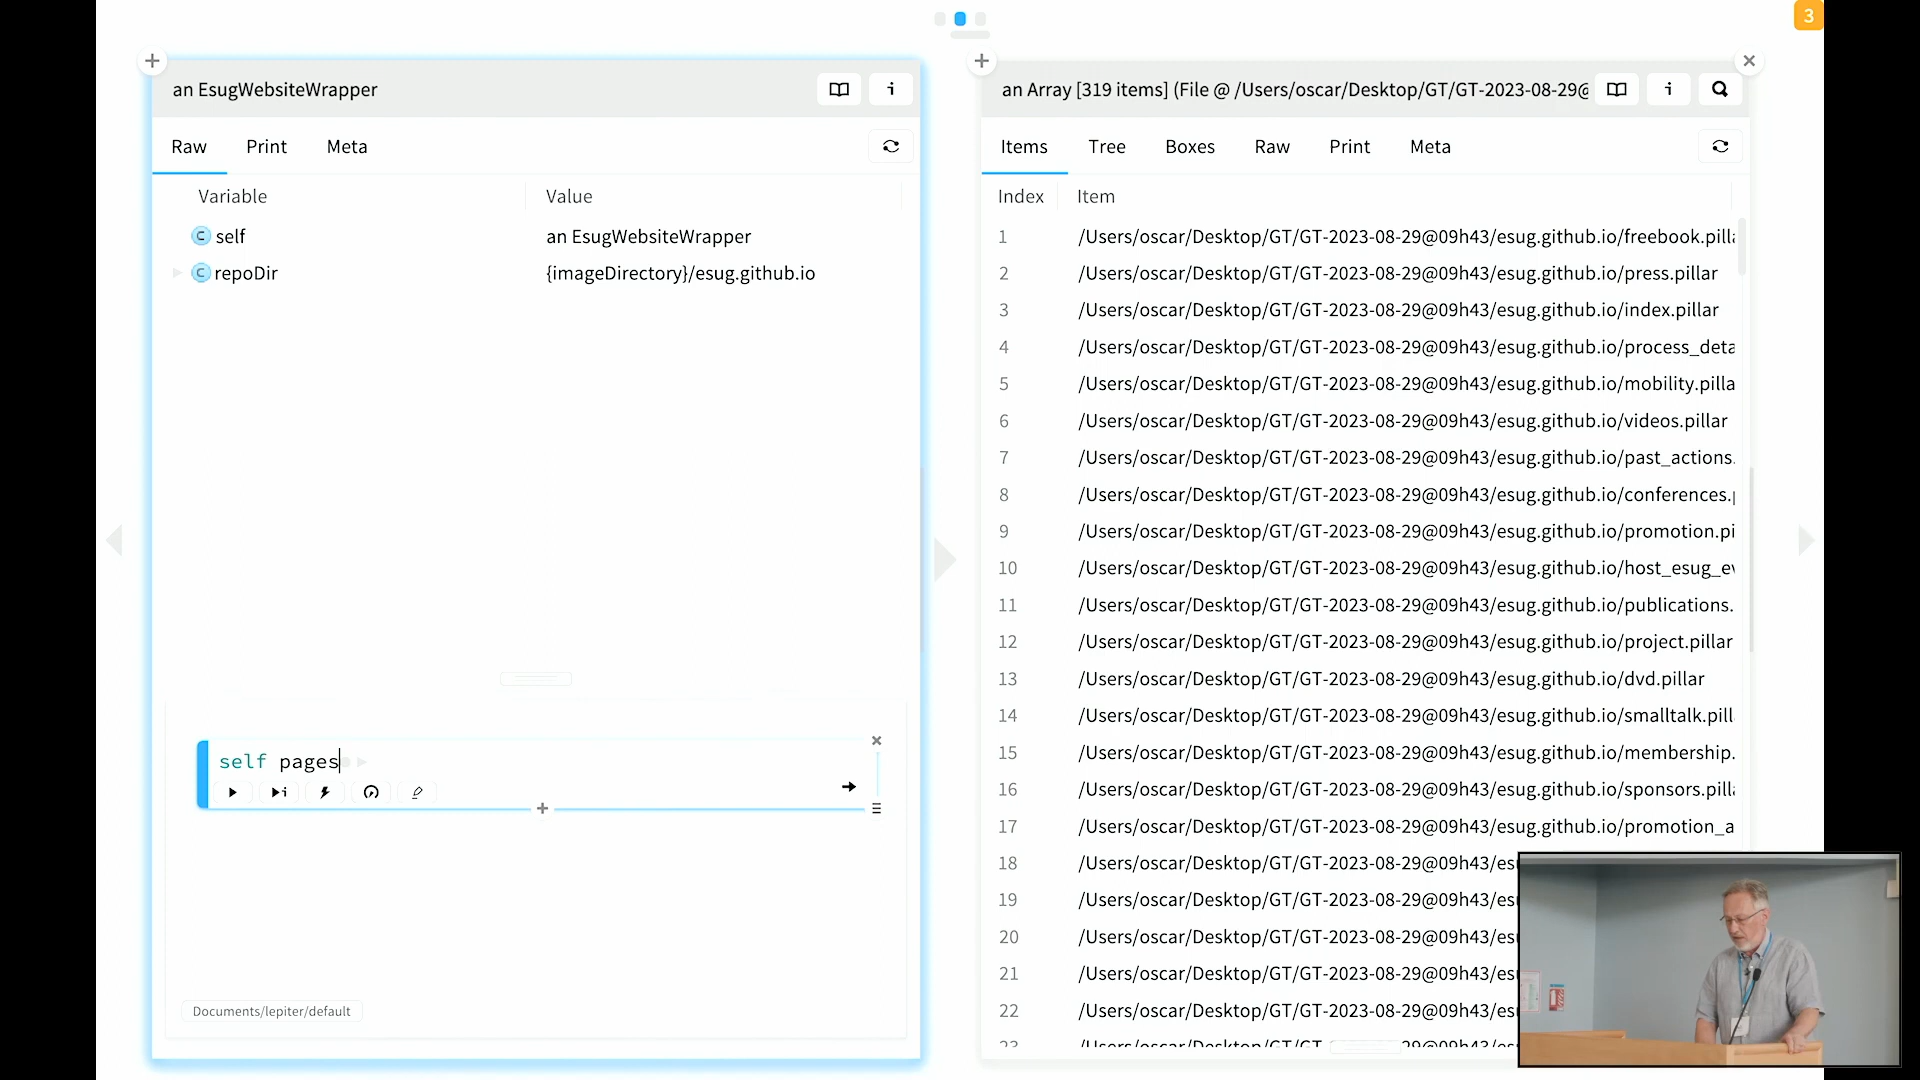 3
an EsugWebsiteWrapper
i
Raw Print Meta
Variable Value
self an EsugWebsiteWrapper
repoDir {imageDirectory}/esug.github.io
self pages
i
Documents/lepiter/default
an Array [319 items] (File @ /Users/oscar/Desktop/GT/GT-2023-08-29@
i
Items Tree Boxes Raw Print Meta
Index Item
1 /Users/oscar/Desktop/GT/GT-2023-08-29@09h43/esug.github.io/freebook.pill
2 /Users/oscar/Desktop/GT/GT-2023-08-29@09h43/esug.github.io/press.pillar
3 /Users/oscar/Desktop/GT/GT-2023-08-29@09h43/esug.github.io/index.pillar
4 /Users/oscar/Desktop/GT/GT-2023-08-29@09h43/esug.github.io/process_deta
5 /Users/oscar/Desktop/GT/GT-2023-08-29@09h43/esug.github.io/mobility.pilla
6 /Users/oscar/Desktop/GT/GT-2023-08-29@09h43/esug.github.io/videos.pillar
7 /Users/oscar/Desktop/GT/GT-2023-08-29@09h43/esug.github.io/past_actions.
8 /Users/oscar/Desktop/GT/GT-2023-08-29@09h43/esug.github.io/conferences.p
9 /Users/oscar/Desktop/GT/GT-2023-08-29@09h43/esug.github.io/promotion.pi
10 /Users/oscar/Desktop/GT/GT-2023-08-29@09h43/esug.github.io/host_esug_ev
11 /Users/oscar/Desktop/GT/GT-2023-08-29@09h43/esug.github.io/publications.
12 /Users/oscar/Desktop/GT/GT-2023-08-29@09h43/esug.github.io/project.pillar
13 /Users/oscar/Desktop/GT/GT-2023-08-29@09h43/esug.github.io/dvd.pillar
14 /Users/oscar/Desktop/GT/GT-2023-08-29@09h43/esug.github.io/smalltalk.pill
15 /Users/oscar/Desktop/GT/GT-2023-08-29@09h43/esug.github.io/membership.
16 /Users/oscar/Desktop/GT/GT-2023-08-29@09h43/esug.github.io/sponsors.pill
17 /Users/oscar/Desktop/GT/GT-2023-08-29@09h43/esug.github.io/promotion_a
18 /Users/oscar/Desktop/GT/GT-2023-08-29@09h43/esu
19 /Users/oscar/Desktop/GT/GT-2023-08-29@09h43/esu
20 /Users/oscar/Desktop/GT/GT-2023-08-29@09h43/esu
21 /Users/oscar/Desktop/GT/GT-2023-08-29@09h43/esu
22 /Users/oscar/Desktop/GT/GT-2023-08-29@09h43/esu